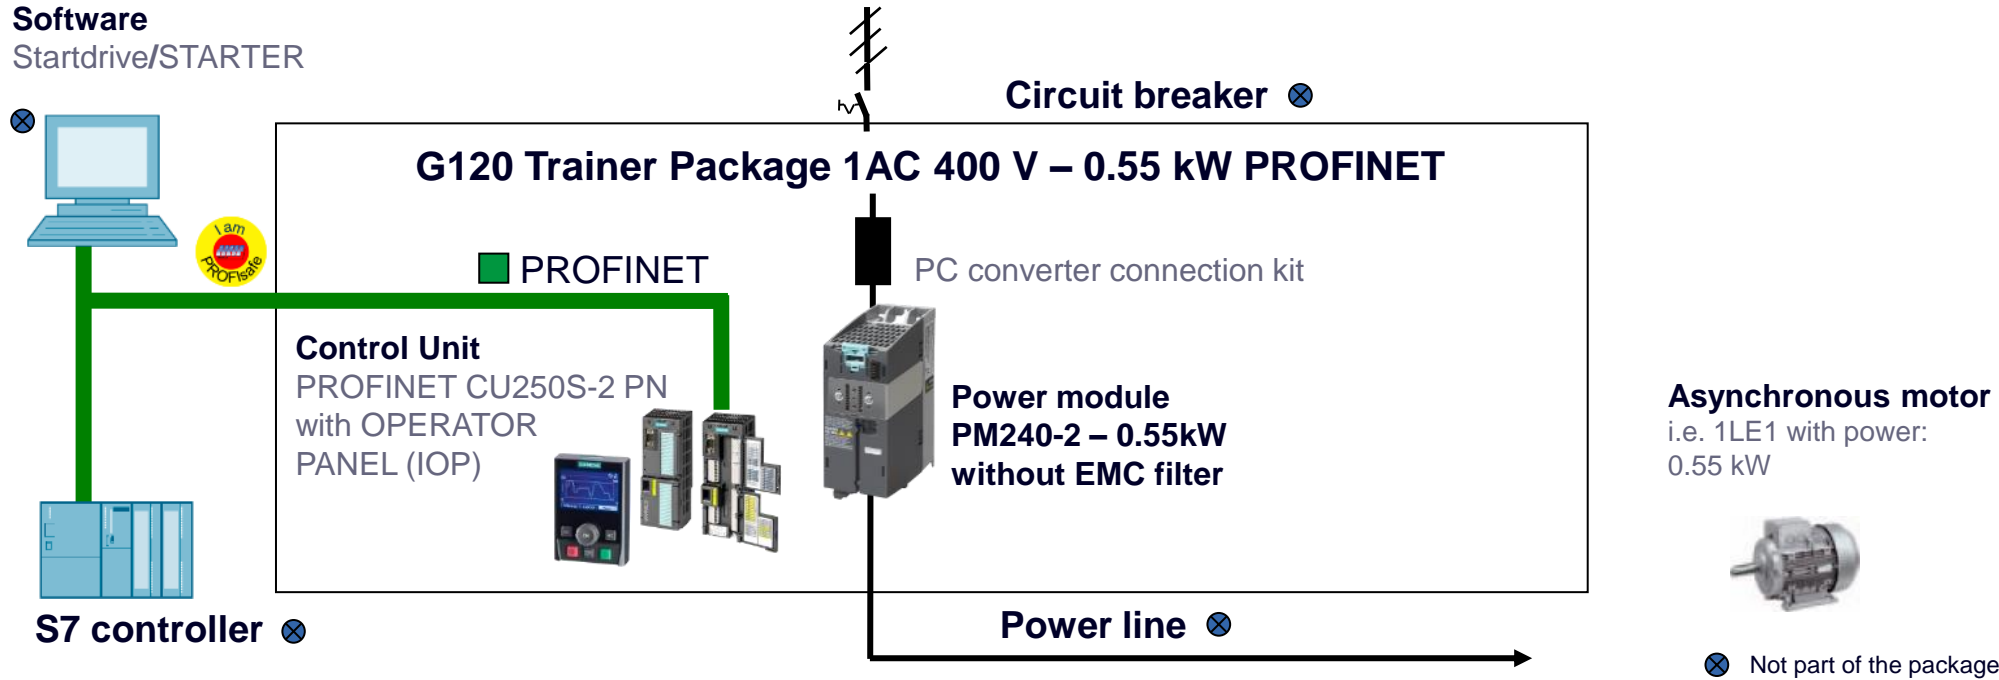 Software
Startdrive/STARTER
Circuit breaker
G120 Trainer Package 1AC 400 V – 0.55 kW PROFINET
I am
PROFIsafe
PROFINET
PC converter connection kit
Control Unit
PROFINET CU250S-2 PN
with OPERATOR
PANEL (IOP)
Power module
PM240-2 – 0.55kW
without EMC filter
Asynchronous motor
i.e. 1LE1 with power:
0.55 kW
SIEMENS
S7 controller
Power line
Not part of the package